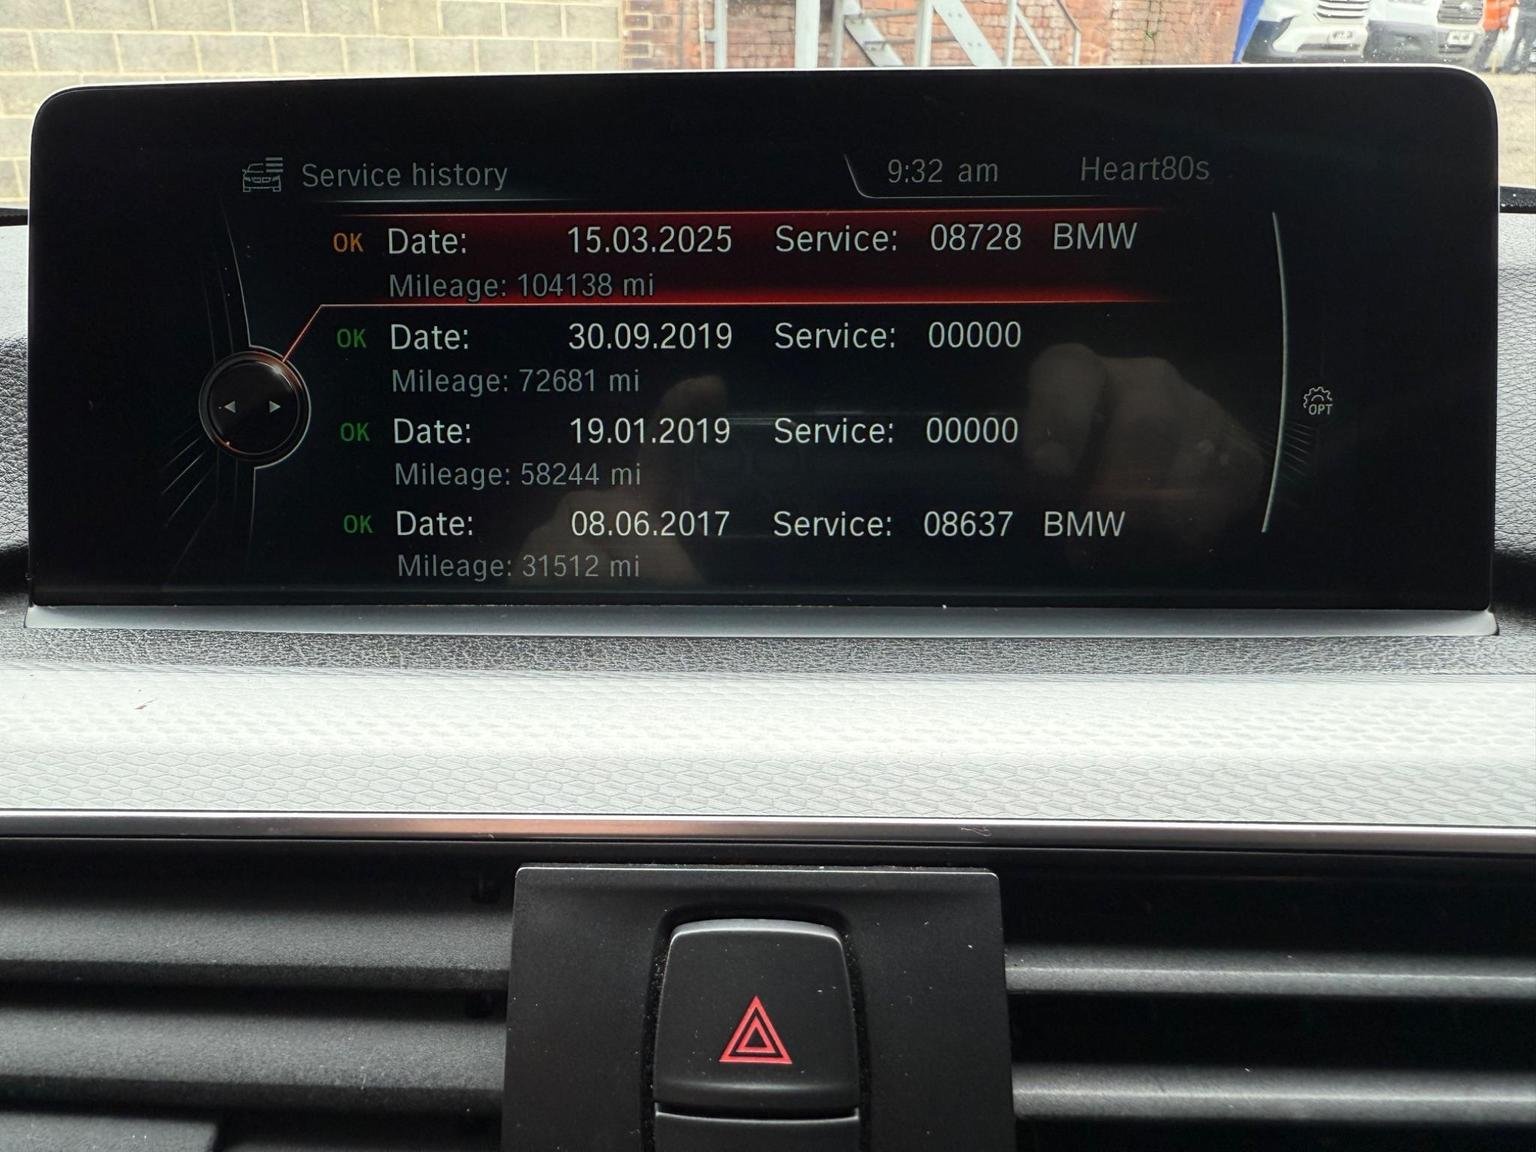 Service history 9:32 am Heart80s
OK Date: 15.03.2025 Service: 08728 BMW
Mileage: 104138 mi
OK Date: 30.09.2019 Service: 00000
Mileage: 72681 mi
OK Date: 19.01.2019 Service: 00000
Mileage: 58244 mi
OPT
OK Date: 08.06.2017 Service: 08637 BMW
Mileage: 31512 mi